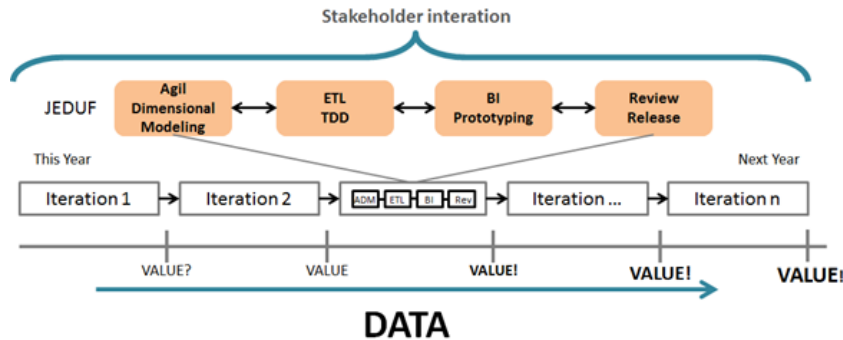 Stakeholder interation
JEDUF
Agil
Dimensional
Modeling
ETL
TDD
BI
Prototyping
Review
Release
This Year
Next Year
Iteration 1
Iteration 2
ADM
ETL
BI
Rev
Iteration ...
Iteration n
VALUE?
VALUE
VALUE!
VALUE!
VALUE!
DATA